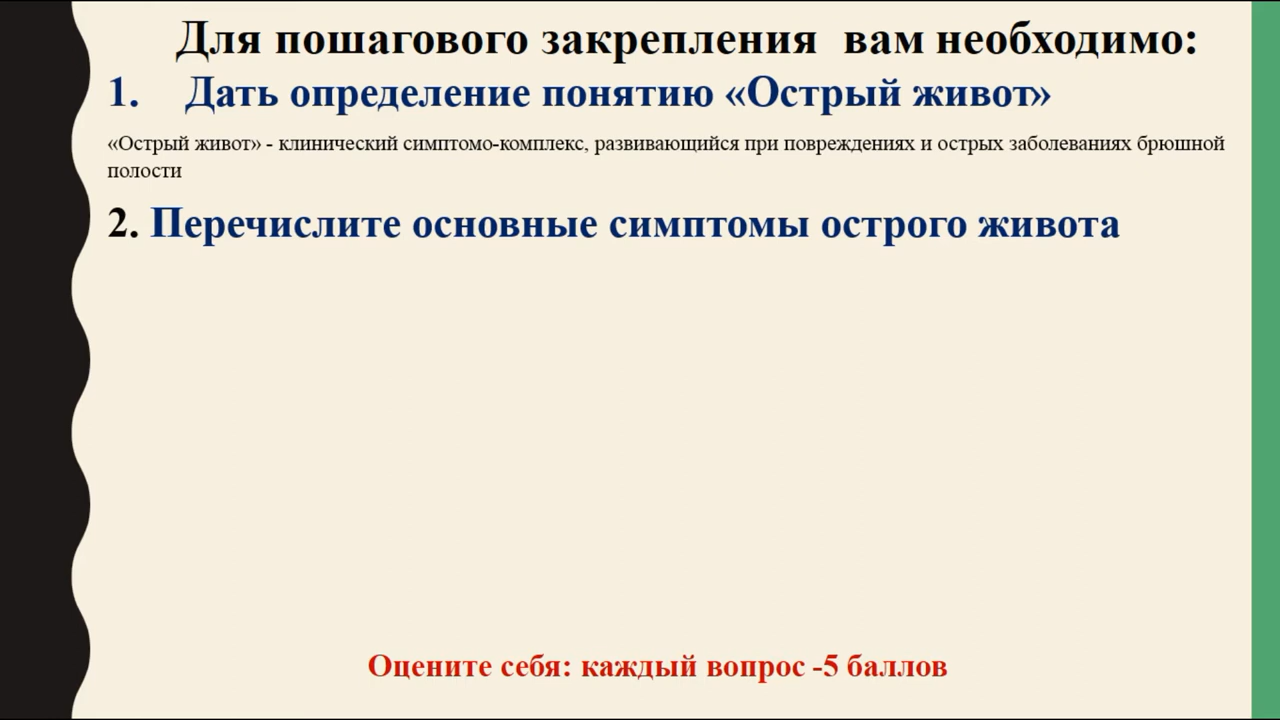 Для пошагового закрепления вам необходимо:
1. Дать определение понятию «Острый живот»
«Острый живот» - клинический симптомо-комплекс, развивающийся при повреждениях и острых заболеваниях брюшной
полости
2. Перечислите основные симптомы острого живота
Оцените себя: каждый вопрос -5 баллов